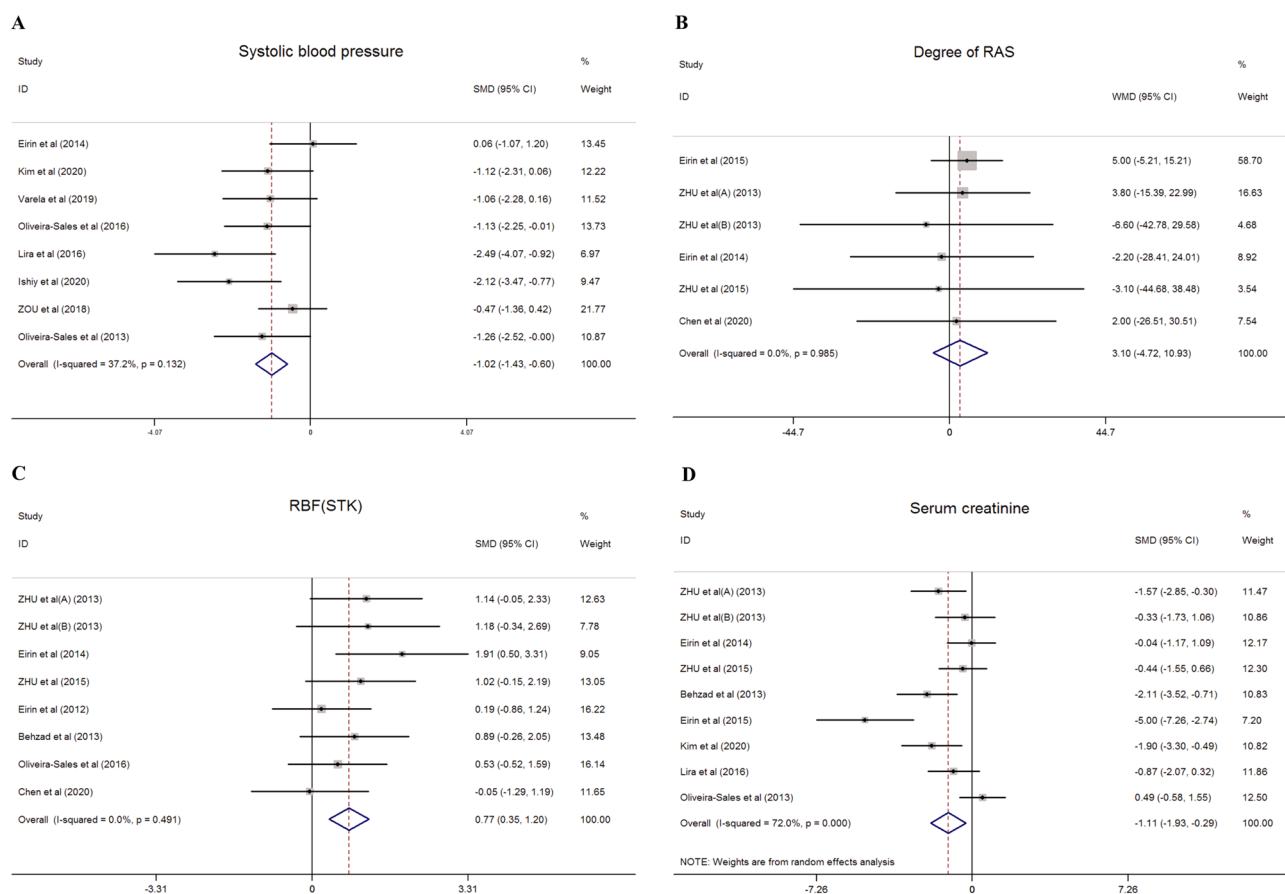 A
Systolic blood pressure
Study %
ID SMD (95% CI) Weight
Eirin et al (2014) 0.06 (-1.07, 1.20) 13.45
Kim et al (2020) -1.12 (-2.31, 0.06) 12.22
Varela et al (2019) -1.06 (-2.28, 0.16) 11.52
Oliveira-Sales et al (2016) -1.13 (-2.25, -0.01) 13.73
Lira et al (2016) -2.49 (-4.07, -0.92) 6.97
Ishiy et al (2020) -2.12 (-3.47, -0.77) 9.47
ZOU et al (2018) -0.47 (-1.36, 0.42) 21.77
Oliveira-Sales et al (2013) -1.26 (-2.52, -0.00) 10.87
Overall (I-squared = 37.2%, p = 0.132) -1.02 (-1.43, -0.60) 100.00
-4.07 0 4.07
B
Degree of RAS
Study %
ID WMD (95% CI) Weight
Eirin et al (2015) 5.00 (-5.21, 15.21) 58.70
ZHU et al(A) (2013) 3.80 (-15.39, 22.99) 16.63
ZHU et al(B) (2013) -6.60 (-42.78, 29.58) 4.68
Eirin et al (2014) -2.20 (-28.41, 24.01) 8.92
ZHU et al (2015) -3.10 (-44.68, 38.48) 3.54
Chen et al (2020) 2.00 (-26.51, 30.51) 7.54
Overall (I-squared = 0.0%, p = 0.985) 3.10 (-4.72, 10.93) 100.00
-44.7 0 44.7
C
RBF(STK)
Study %
ID SMD (95% CI) Weight
ZHU et al(A) (2013) 1.14 (-0.05, 2.33) 12.63
ZHU et al(B) (2013) 1.18 (-0.34, 2.69) 7.78
Eirin et al (2014) 1.91 (0.50, 3.31) 9.05
ZHU et al (2015) 1.02 (-0.15, 2.19) 13.05
Eirin et al (2012) 0.19 (-0.86, 1.24) 16.22
Behzad et al (2013) 0.89 (-0.26, 2.05) 13.48
Oliveira-Sales et al (2016) 0.53 (-0.52, 1.59) 16.14
Chen et al (2020) -0.05 (-1.29, 1.19) 11.65
Overall (I-squared = 0.0%, p = 0.491) 0.77 (0.35, 1.20) 100.00
-3.31 0 3.31
D
Serum creatinine
Study %
ID SMD (95% CI) Weight
ZHU et al(A) (2013) -1.57 (-2.85, -0.30) 11.47
ZHU et al(B) (2013) -0.33 (-1.73, 1.06) 10.86
Eirin et al (2014) -0.04 (-1.17, 1.09) 12.17
ZHU et al (2015) -0.44 (-1.55, 0.66) 12.30
Behzad et al (2013) -2.11 (-3.52, -0.71) 10.83
Eirin et al (2015) -5.00 (-7.26, -2.74) 7.20
Kim et al (2020) -1.90 (-3.30, -0.49) 10.82
Lira et al (2016) -0.87 (-2.07, 0.32) 11.86
Oliveira-Sales et al (2013) 0.49 (-0.58, 1.55) 12.50
Overall (I-squared = 72.0%, p = 0.000) -1.11 (-1.93, -0.29) 100.00
NOTE: Weights are from random effects analysis
-7.26 0 7.26